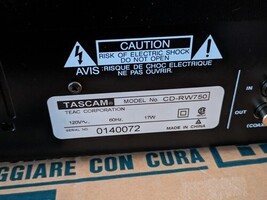 CAUTION
RISK OF ELECTRIC SHOCK
DO NOT OPEN
AVIS :RISQUE DE CHOC ELECTRIQUE
NE PAS OUVRIR.
TASCAM MODEL No. CD-RW750
TEAC CORPORATION
120V~ 60Hz 17W
SERIAL NO. 0140072 MADE IN CHINA
IN
OUT
(COAX
GGIARE CON CURA